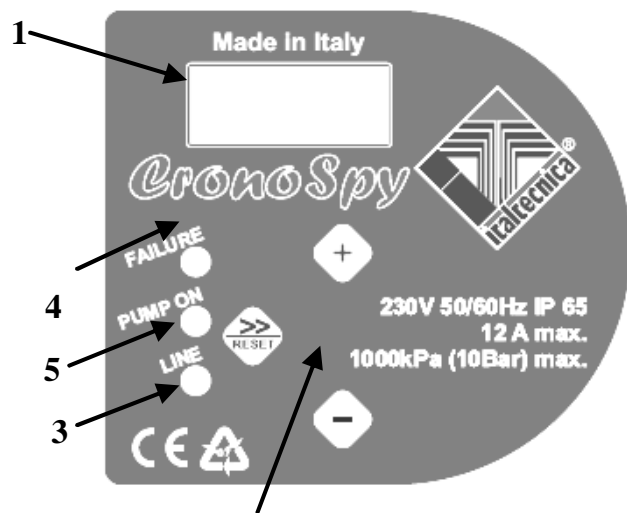 1
Made in Italy
CronoSpy
Italtecnica®
FAILURE
4
+
PUMP ON
5
>>
RESET
230V 50/60Hz IP 65
12 A max.
1000kPa (10Bar) max.
LINE
3
-
CE